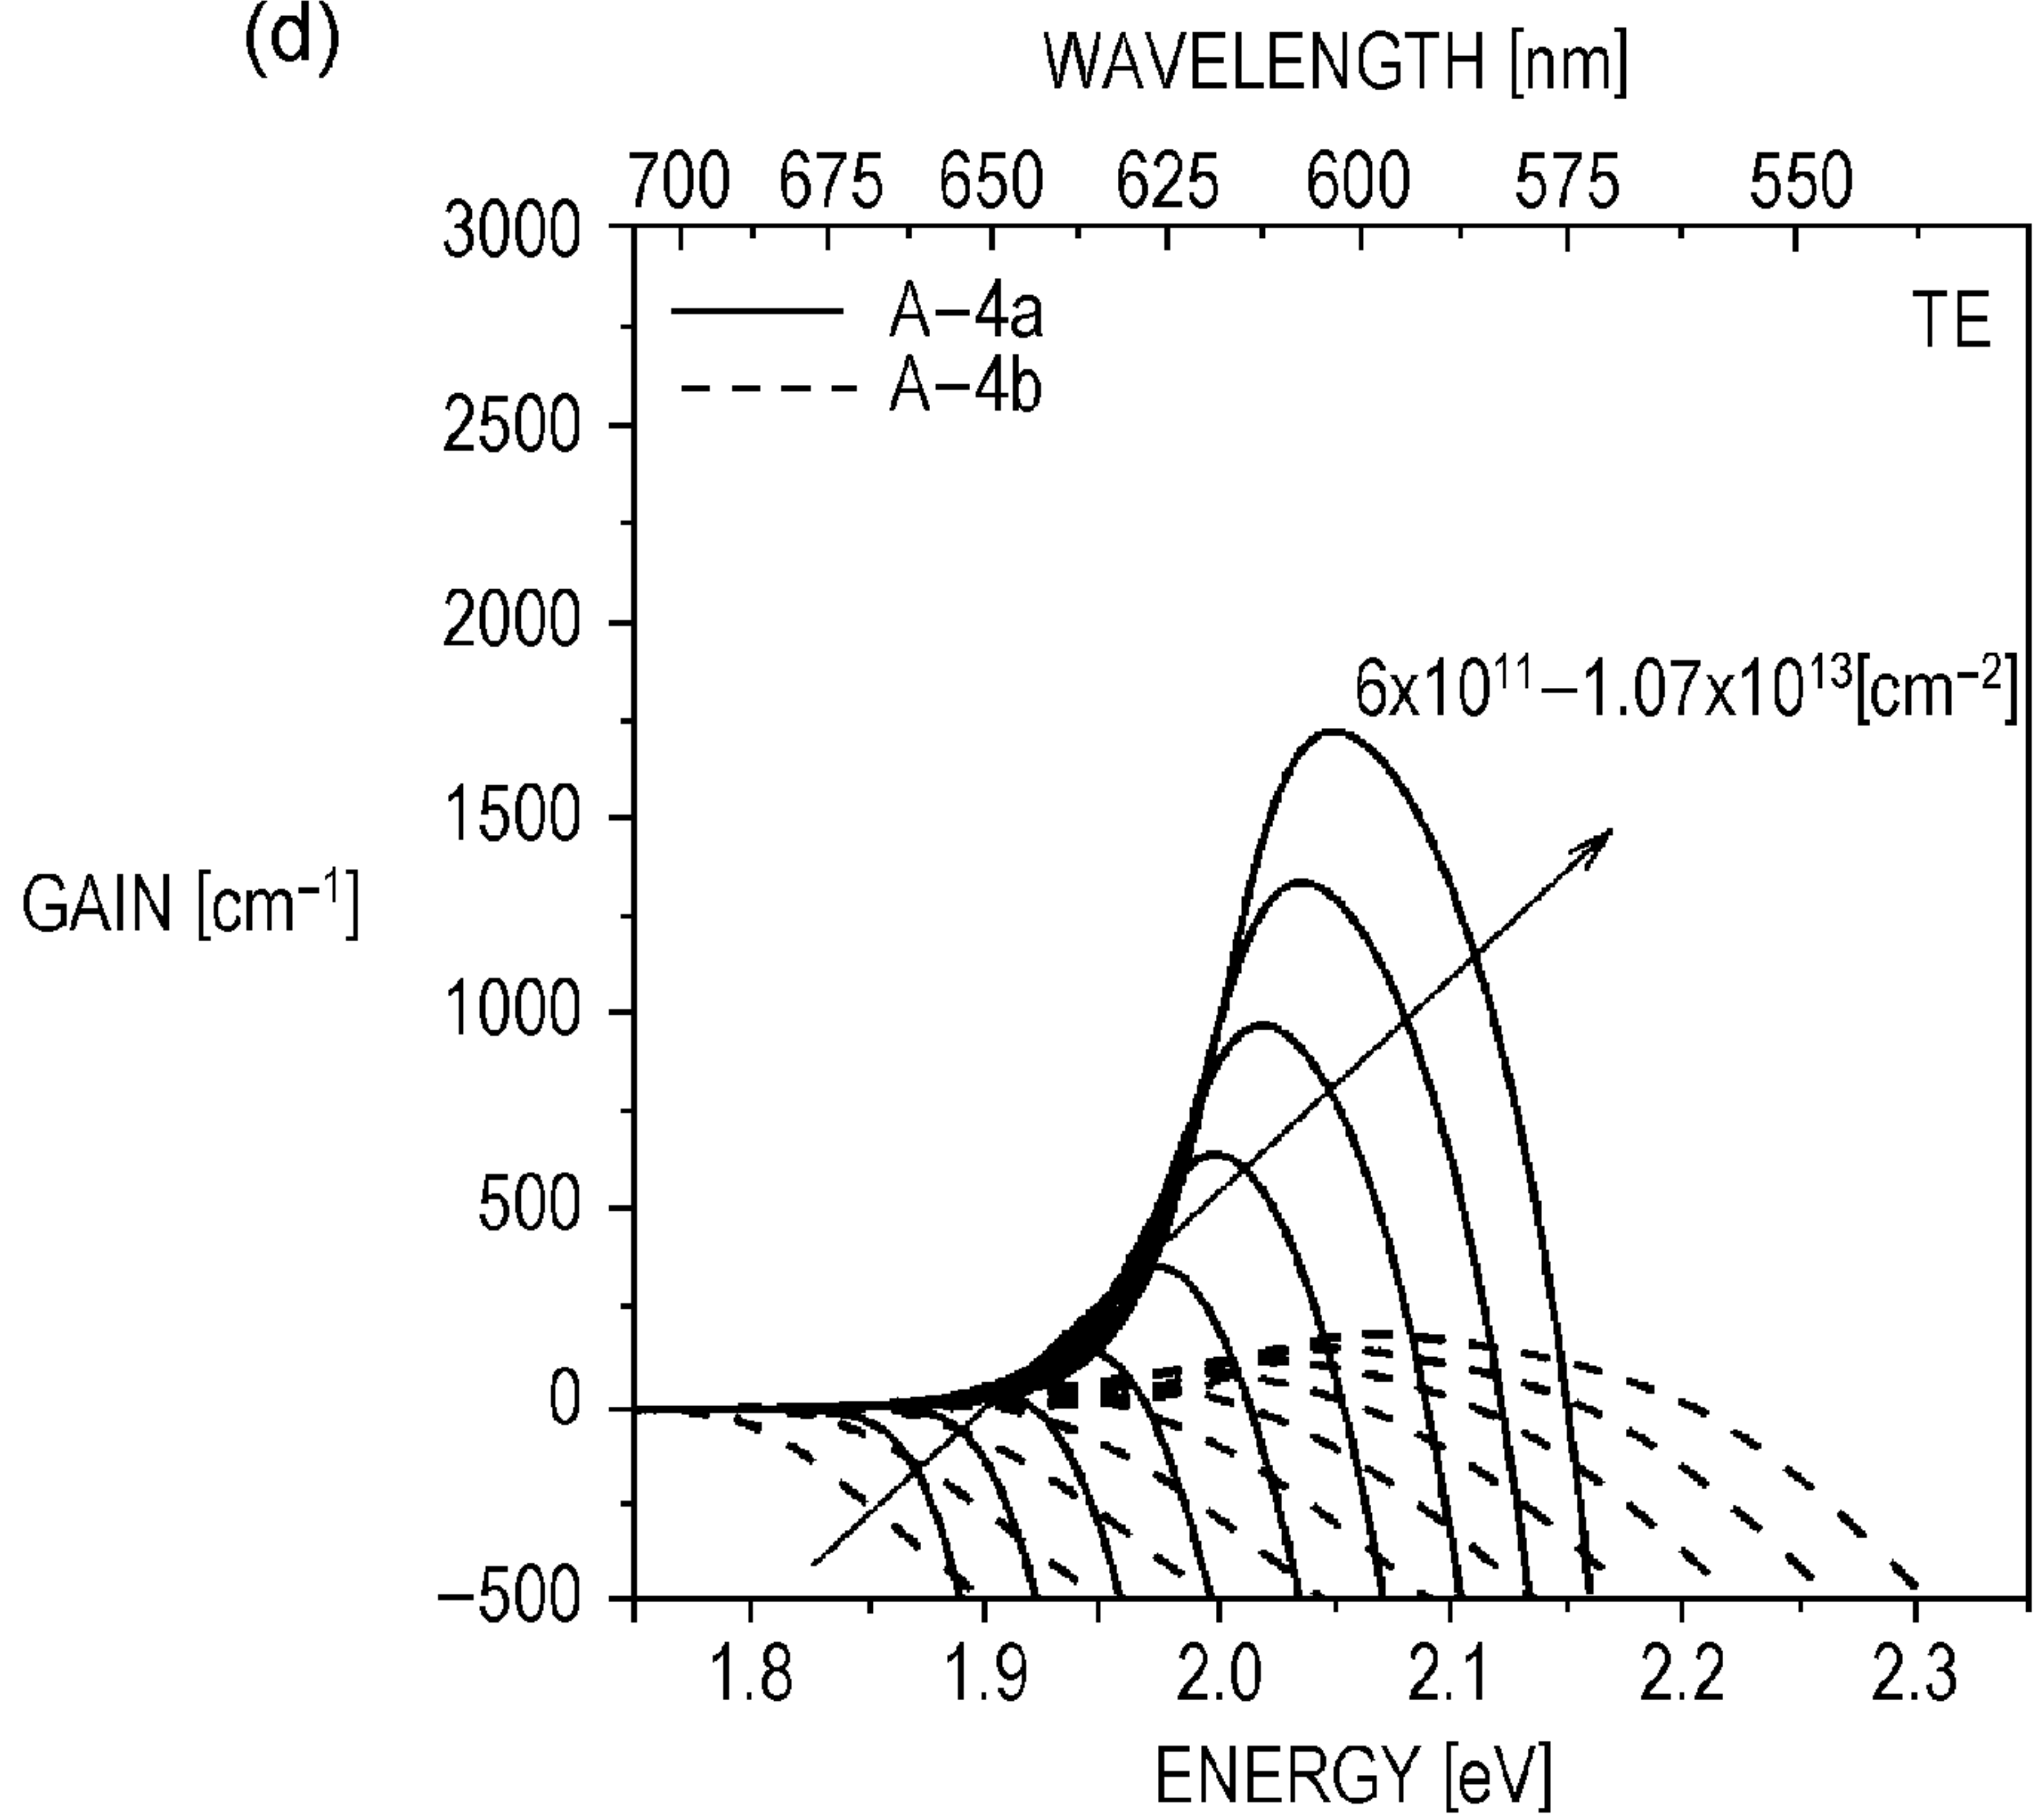 (d)
WAVELENGTH [nm]
700 675 650 625 600 575 550
3000
A–4a
TE
A–4b
2500
2000
6x10¹¹–1.07x10¹³[cm⁻²]
1500
GAIN [cm⁻¹]
1000
500
0
–500
1.8 1.9 2.0 2.1 2.2 2.3
ENERGY [eV]